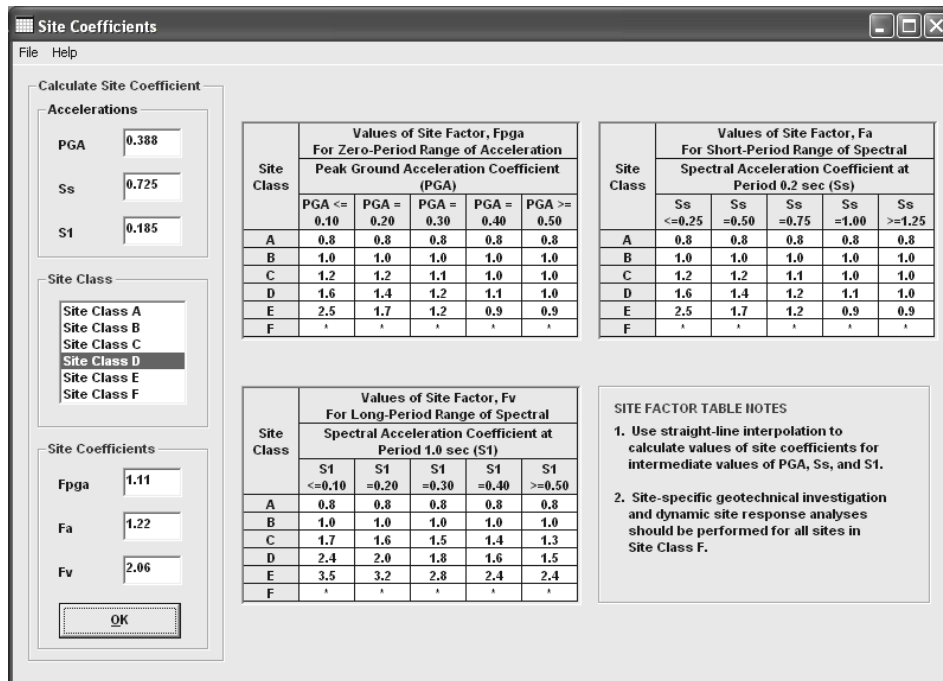 Site Coefficients
File Help
Calculate Site Coefficient
Accelerations
PGA 0.388
Ss 0.725
S1 0.185
Site Class
Site Class A
Site Class B
Site Class C
Site Class D
Site Class E
Site Class F
Site Coefficients
Fpga 1.11
Fa 1.22
Fv 2.06
OK
Values of Site Factor, Fpga
For Zero-Period Range of Acceleration
Site Class
Peak Ground Acceleration Coefficient
(PGA)
PGA <= 0.10 PGA = 0.20 PGA = 0.30 PGA = 0.40 PGA >= 0.50
A 0.8 0.8 0.8 0.8 0.8
B 1.0 1.0 1.0 1.0 1.0
C 1.2 1.2 1.1 1.0 1.0
D 1.6 1.4 1.2 1.1 1.0
E 2.5 1.7 1.2 0.9 0.9
F * * * * *
Values of Site Factor, Fa
For Short-Period Range of Spectral
Site Class
Spectral Acceleration Coefficient at
Period 0.2 sec (Ss)
Ss <=0.25 Ss =0.50 Ss =0.75 Ss =1.00 Ss >=1.25
A 0.8 0.8 0.8 0.8 0.8
B 1.0 1.0 1.0 1.0 1.0
C 1.2 1.2 1.1 1.0 1.0
D 1.6 1.4 1.2 1.1 1.0
E 2.5 1.7 1.2 0.9 0.9
F * * * * *
Values of Site Factor, Fv
For Long-Period Range of Spectral
Site Class
Spectral Acceleration Coefficient at
Period 1.0 sec (S1)
S1 <=0.10 S1 =0.20 S1 =0.30 S1 =0.40 S1 >=0.50
A 0.8 0.8 0.8 0.8 0.8
B 1.0 1.0 1.0 1.0 1.0
C 1.7 1.6 1.5 1.4 1.3
D 2.4 2.0 1.8 1.6 1.5
E 3.5 3.2 2.8 2.4 2.4
F * * * * *
SITE FACTOR TABLE NOTES
1. Use straight-line interpolation to
calculate values of site coefficients for
intermediate values of PGA, Ss, and S1.
2. Site-specific geotechnical investigation
and dynamic site response analyses
should be performed for all sites in
Site Class F.